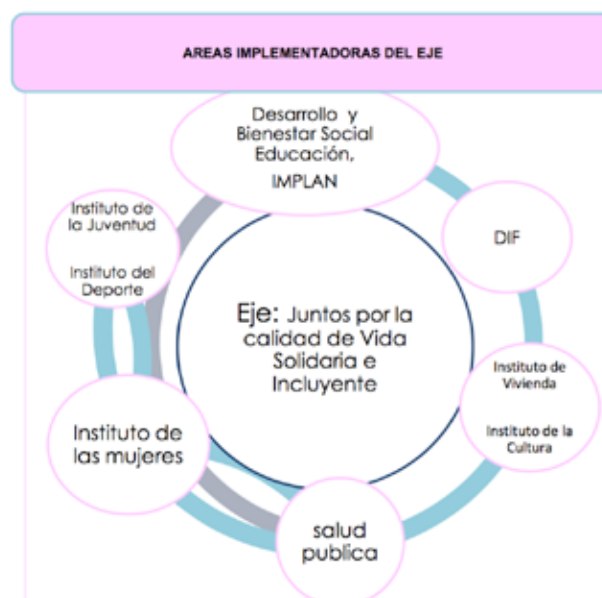 AREAS IMPLEMENTADORAS DEL EJE
Desarrollo y
Bienestar Social
Educación,
IMPLAN
Instituto de
la Juventud
Instituto del
Deporte
DIF
Eje: Juntos por la
calidad de Vida
Solidaria e
Incluyente
Instituto de
Vivienda
Instituto de la
Cultura
Instituto de
las mujeres
salud
publica